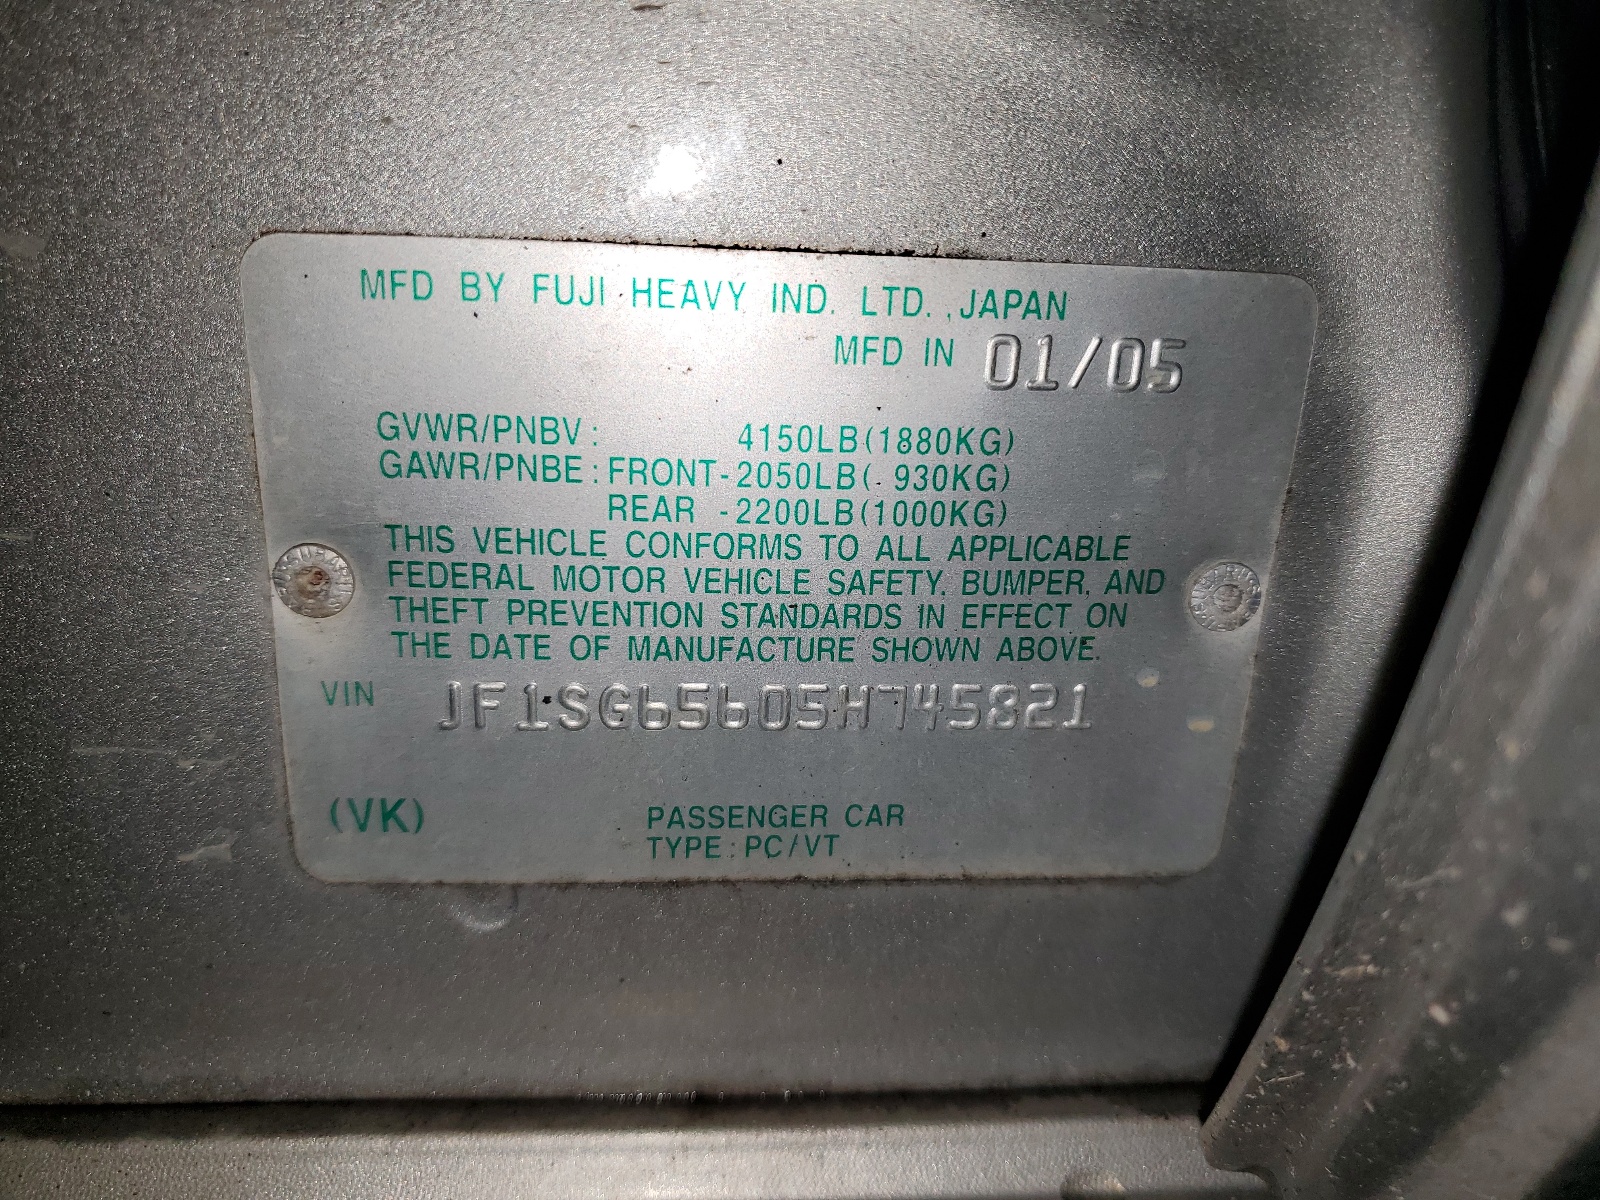 MFD BY FUJI HEAVY IND. LTD., JAPAN
MFD IN 01/05
GVWR/PNBV: 4150LB(1880KG)
GAWR/PNBE: FRONT-2050LB( 930KG)
REAR -2200LB(1000KG)
THIS VEHICLE CONFORMS TO ALL APPLICABLE
FEDERAL MOTOR VEHICLE SAFETY. BUMPER, AND
THEFT PREVENTION STANDARDS IN EFFECT ON
THE DATE OF MANUFACTURE SHOWN ABOVE.
VIN JF1SG65605H745821
(VK) PASSENGER CAR
TYPE: PC/VT